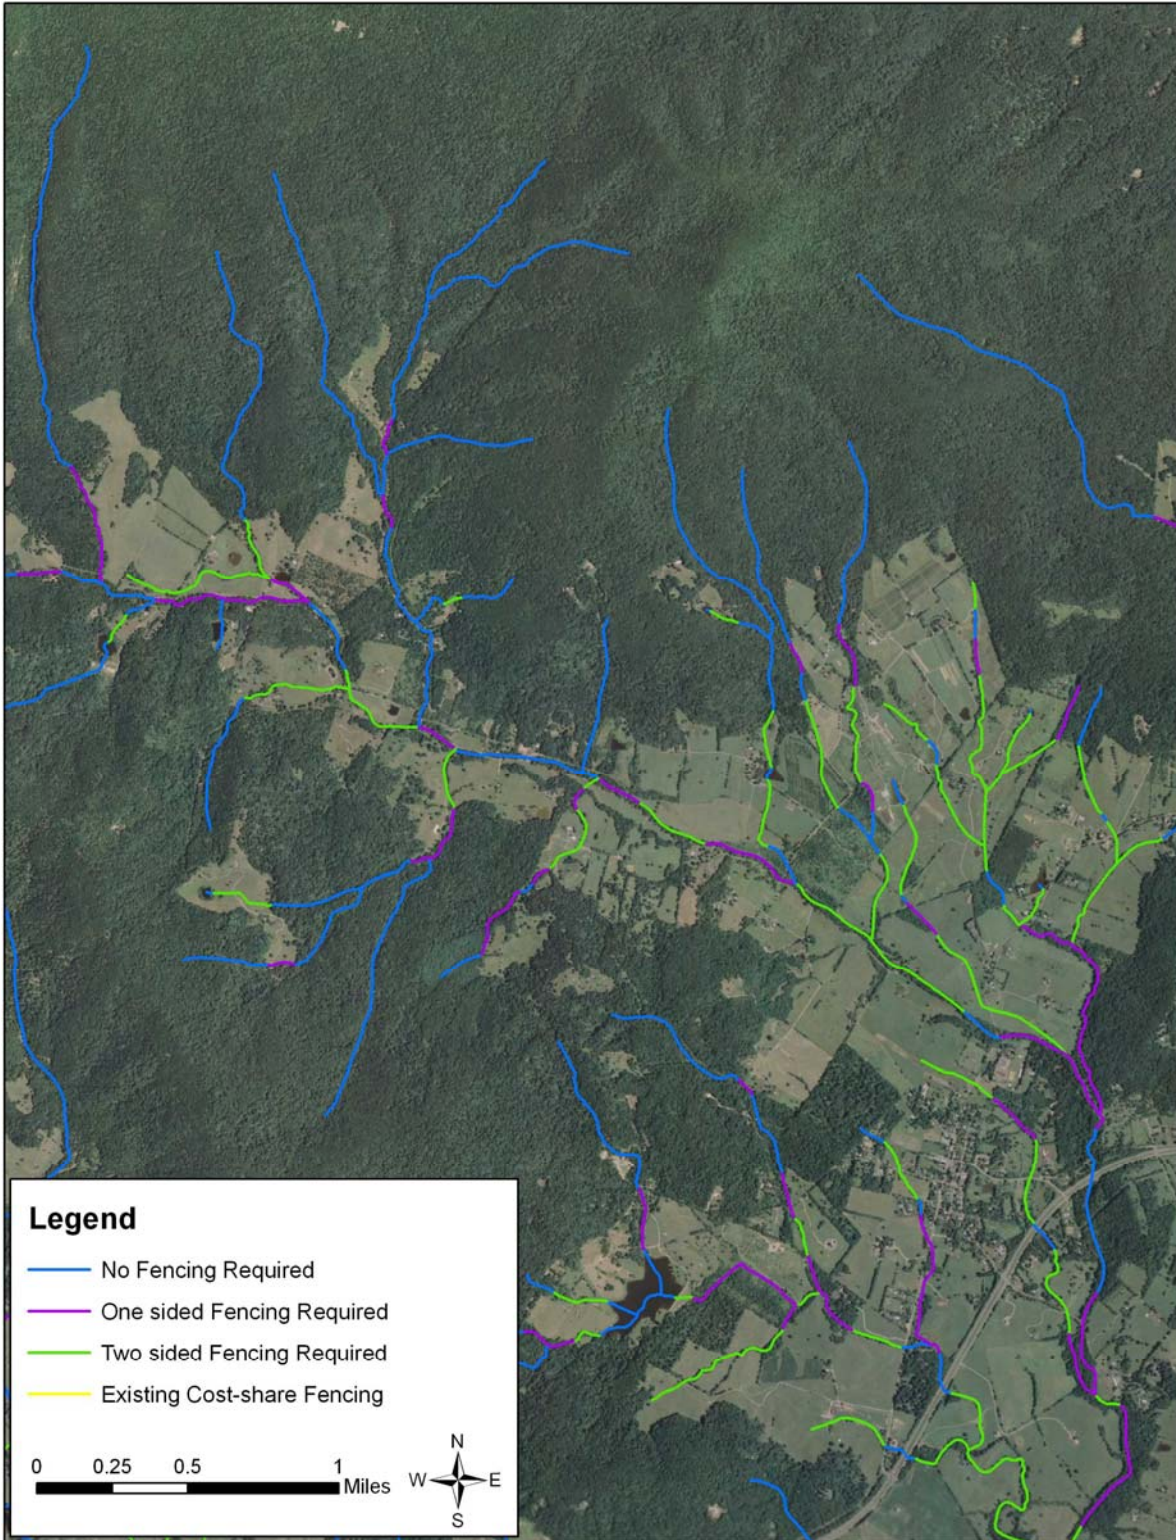 Legend
No Fencing Required
One sided Fencing Required
Two sided Fencing Required
Existing Cost-share Fencing
0 0.25 0.5 1
Miles
N
W E
S